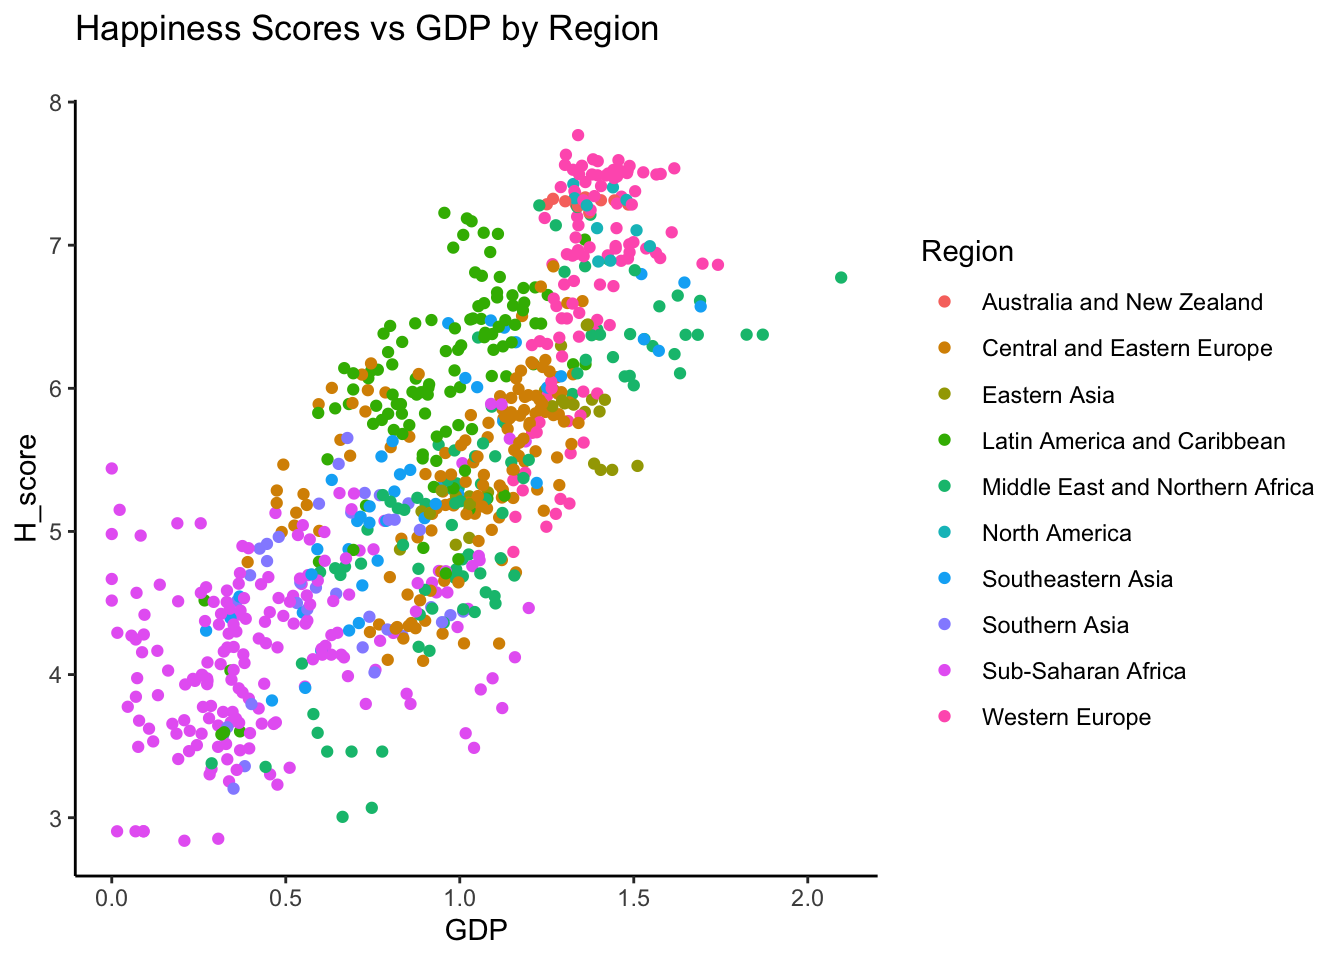 Happiness Scores vs GDP by Region
8
7
6
5
4
3
H_score
0.0 0.5 1.0 1.5 2.0
GDP
Region
Australia and New Zealand
Central and Eastern Europe
Eastern Asia
Latin America and Caribbean
Middle East and Northern Africa
North America
Southeastern Asia
Southern Asia
Sub-Saharan Africa
Western Europe